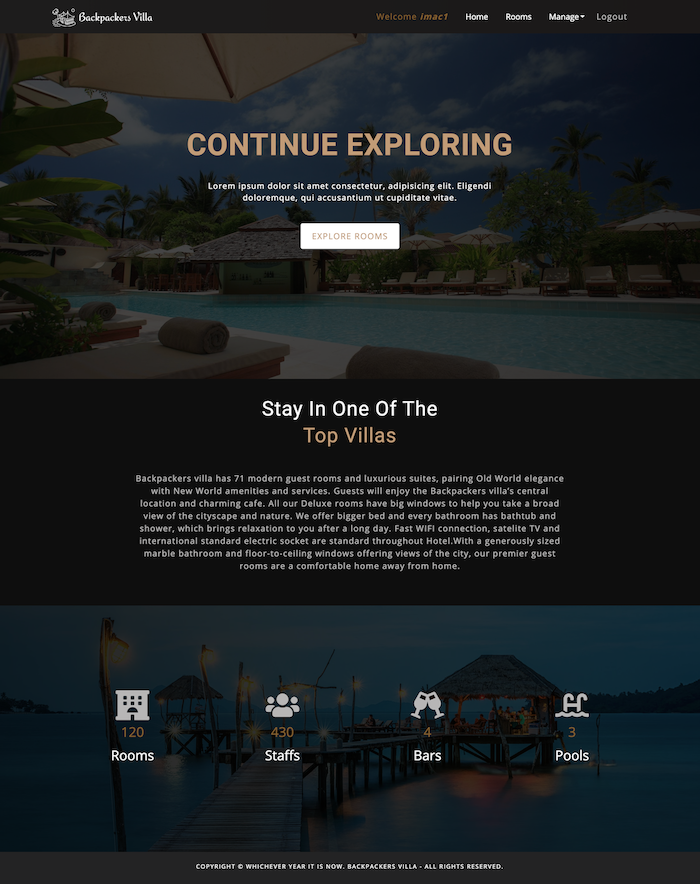 Backpackers Villa
Welcome imac1 Home Rooms Manage Logout
CONTINUE EXPLORING
Lorem ipsum dolor sit amet consectetur, adipisicing elit. Eligendi
doloremque, qui accusantium ut cupiditate vitae.
EXPLORE ROOMS
Stay In One Of The
Top Villas
Backpackers villa has 71 modern guest rooms and luxurious suites, pairing Old World elegance
with New World amenities and services. Guests will enjoy the Backpackers villa’s central
location and charming cafe. All our Deluxe rooms have big windows to help you take a broad
view of the cityscape and nature. We offer bigger bed and every bathroom has bathtub and
shower, which brings relaxation to you after a long day. Fast WIFI connection, satelite TV and
international standard electric socket are standard throughout Hotel.With a generously sized
marble bathroom and floor-to-ceiling windows offering views of the city, our premier guest
rooms are a comfortable home away from home.
120
Rooms
430
Staffs
4
Bars
3
Pools
COPYRIGHT © WHICHEVER YEAR IT IS NOW. BACKPACKERS VILLA - ALL RIGHTS RESERVED.